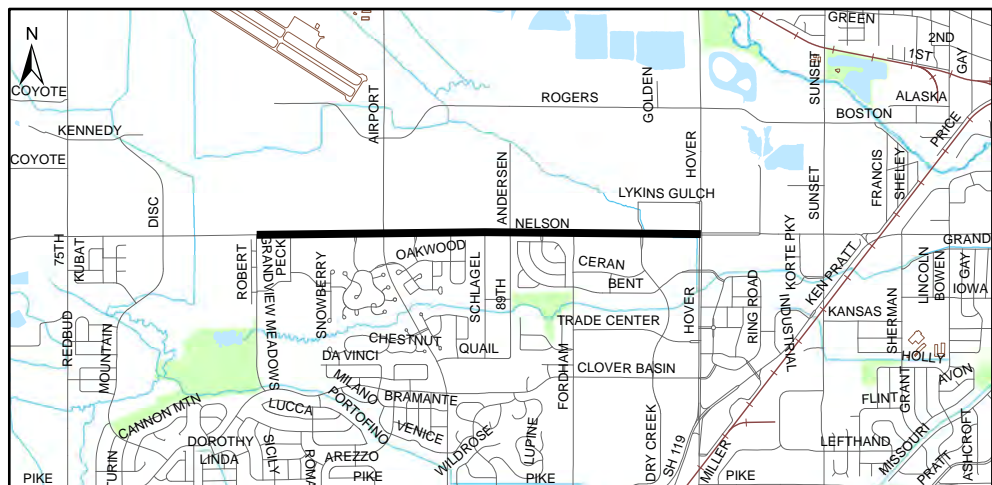 GREEN
2ND
1ST
GAY
N
COYOTE
AIRPORT
ROGERS
GOLDEN
SUNSET
ALASKA
BOSTON
PRICE
KENNEDY
COYOTE
DISC
ANDERSEN
HOVER
LYKINS GULCH
SUNSET
FRANCIS
SHELEY
NELSON
GRAND
75TH
KUBAT
ROBERT
GRANDVIEW MEADOWS
PECK
SNOWBERRY
OAKWOOD
SCHLAGEL
89TH
CERAN
BENT
HOVER
RING ROAD
KORTE PKY
INDUSTRIAL
KEN PRATT
LINCOLN
BOWEN
GAY
IOWA
KANSAS
SHERMAN
REDBUD
MOUNTAIN
CHESTNUT
QUAIL
TRADE CENTER
FORDHAM
CLOVER BASIN
DA VINCI
MILANO
BRAMANTE
PORTOFINO
VENICE
HOLLY
AVON
GRANT
FLINT
CANNON MTN
LUCCA
DOROTHY
LINDA
SICILY
ROMA
AREZZO
WILDROSE
LUPINE
DRY CREEK
SH 119
MILLER
LEFTHAND
MISSOURI
PRATT
ASHCROFT
TURIN
PIKE
PIKE
PIKE
PIKE